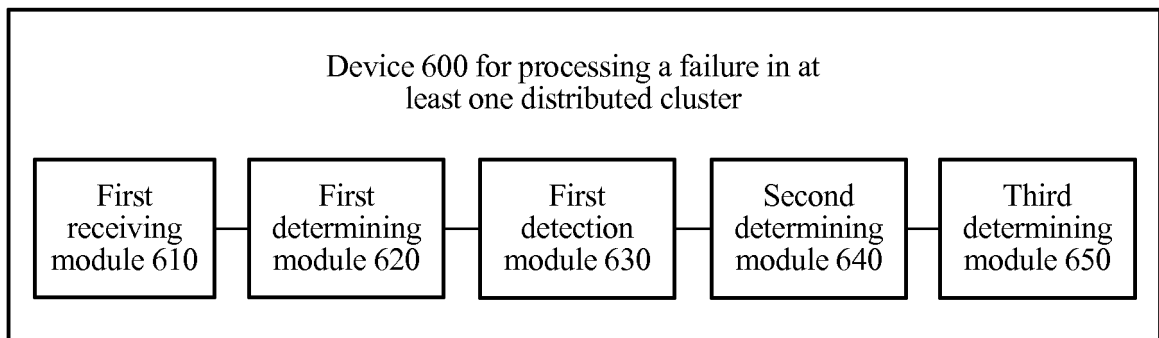 Device 600 for processing a failure in at
least one distributed cluster
First
receiving
module 610
First
determining
module 620
First
detection
module 630
Second
determining
module 640
Third
determining
module 650